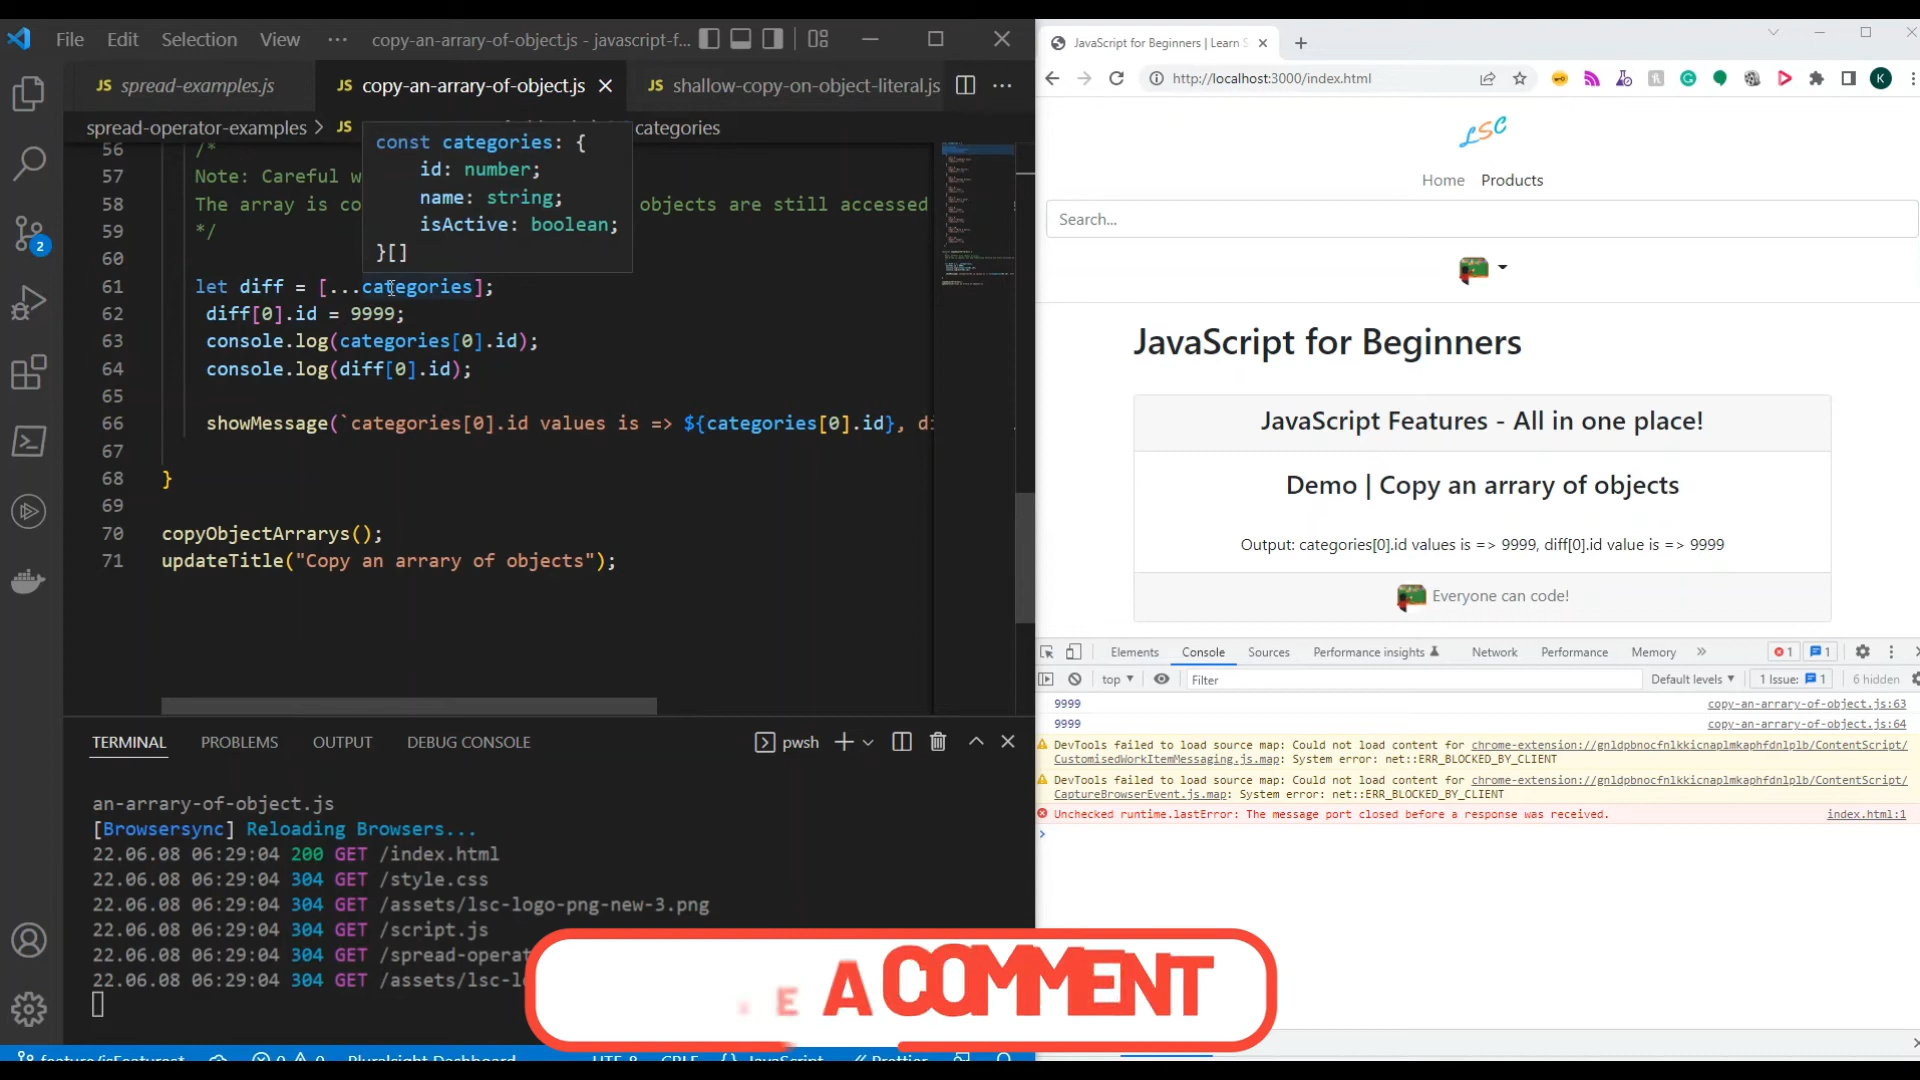 File Edit Selection View ··· copy-an-arrary-of-object.js - javascript-f...
JS spread-examples.js JS copy-an-arrary-of-object.js JS shallow-copy-on-object-literal.js
spread-operator-examples > JS categories
const categories: {
id: number;
name: string;
isActive: boolean;
}[]
56 /*
57 Note: Careful w
58 The array is co objects are still accessed
59 */
60
61 let diff = [...categories];
62 diff[0].id = 9999;
63 console.log(categories[0].id);
64 console.log(diff[0].id);
65
66 showMessage(`categories[0].id values is => ${categories[0].id}, di
67
68 }
69
70 copyObjectArrarys();
71 updateTitle("Copy an arrary of objects");
2
TERMINAL PROBLEMS OUTPUT DEBUG CONSOLE pwsh
an-arrary-of-object.js
[Browsersync] Reloading Browsers...
22.06.08 06:29:04 200 GET /index.html
22.06.08 06:29:04 304 GET /style.css
22.06.08 06:29:04 304 GET /assets/lsc-logo-png-new-3.png
22.06.08 06:29:04 304 GET /script.js
22.06.08 06:29:04 304 GET /spread-operat
22.06.08 06:29:04 304 GET /assets/lsc-l
E A COMMENT
feature/isFeatured 0 0 Pluralsight Dashboard UTF-8 CRLF {} JavaScript Prettier
JavaScript for Beginners | Learn S
http://localhost:3000/index.html K
LSC
Home Products
Search...
JavaScript for Beginners
JavaScript Features - All in one place!
Demo | Copy an arrary of objects
Output: categories[0].id values is => 9999, diff[0].id value is => 9999
Everyone can code!
Elements Console Sources Performance insights Network Performance Memory » 1 1
top Filter Default levels 1 Issue: 1 6 hidden
9999 copy-an-arrary-of-object.js:63
9999 copy-an-arrary-of-object.js:64
DevTools failed to load source map: Could not load content for chrome-extension://gnldpbnocfnlkkicnaplmkaphfdnlplb/ContentScript/
CustomisedWorkItemMessaging.js.map: System error: net::ERR_BLOCKED_BY_CLIENT
DevTools failed to load source map: Could not load content for chrome-extension://gnldpbnocfnlkkicnaplmkaphfdnlplb/ContentScript/
CaptureBrowserEvent.js.map: System error: net::ERR_BLOCKED_BY_CLIENT
Unchecked runtime.lastError: The message port closed before a response was received. index.html:1